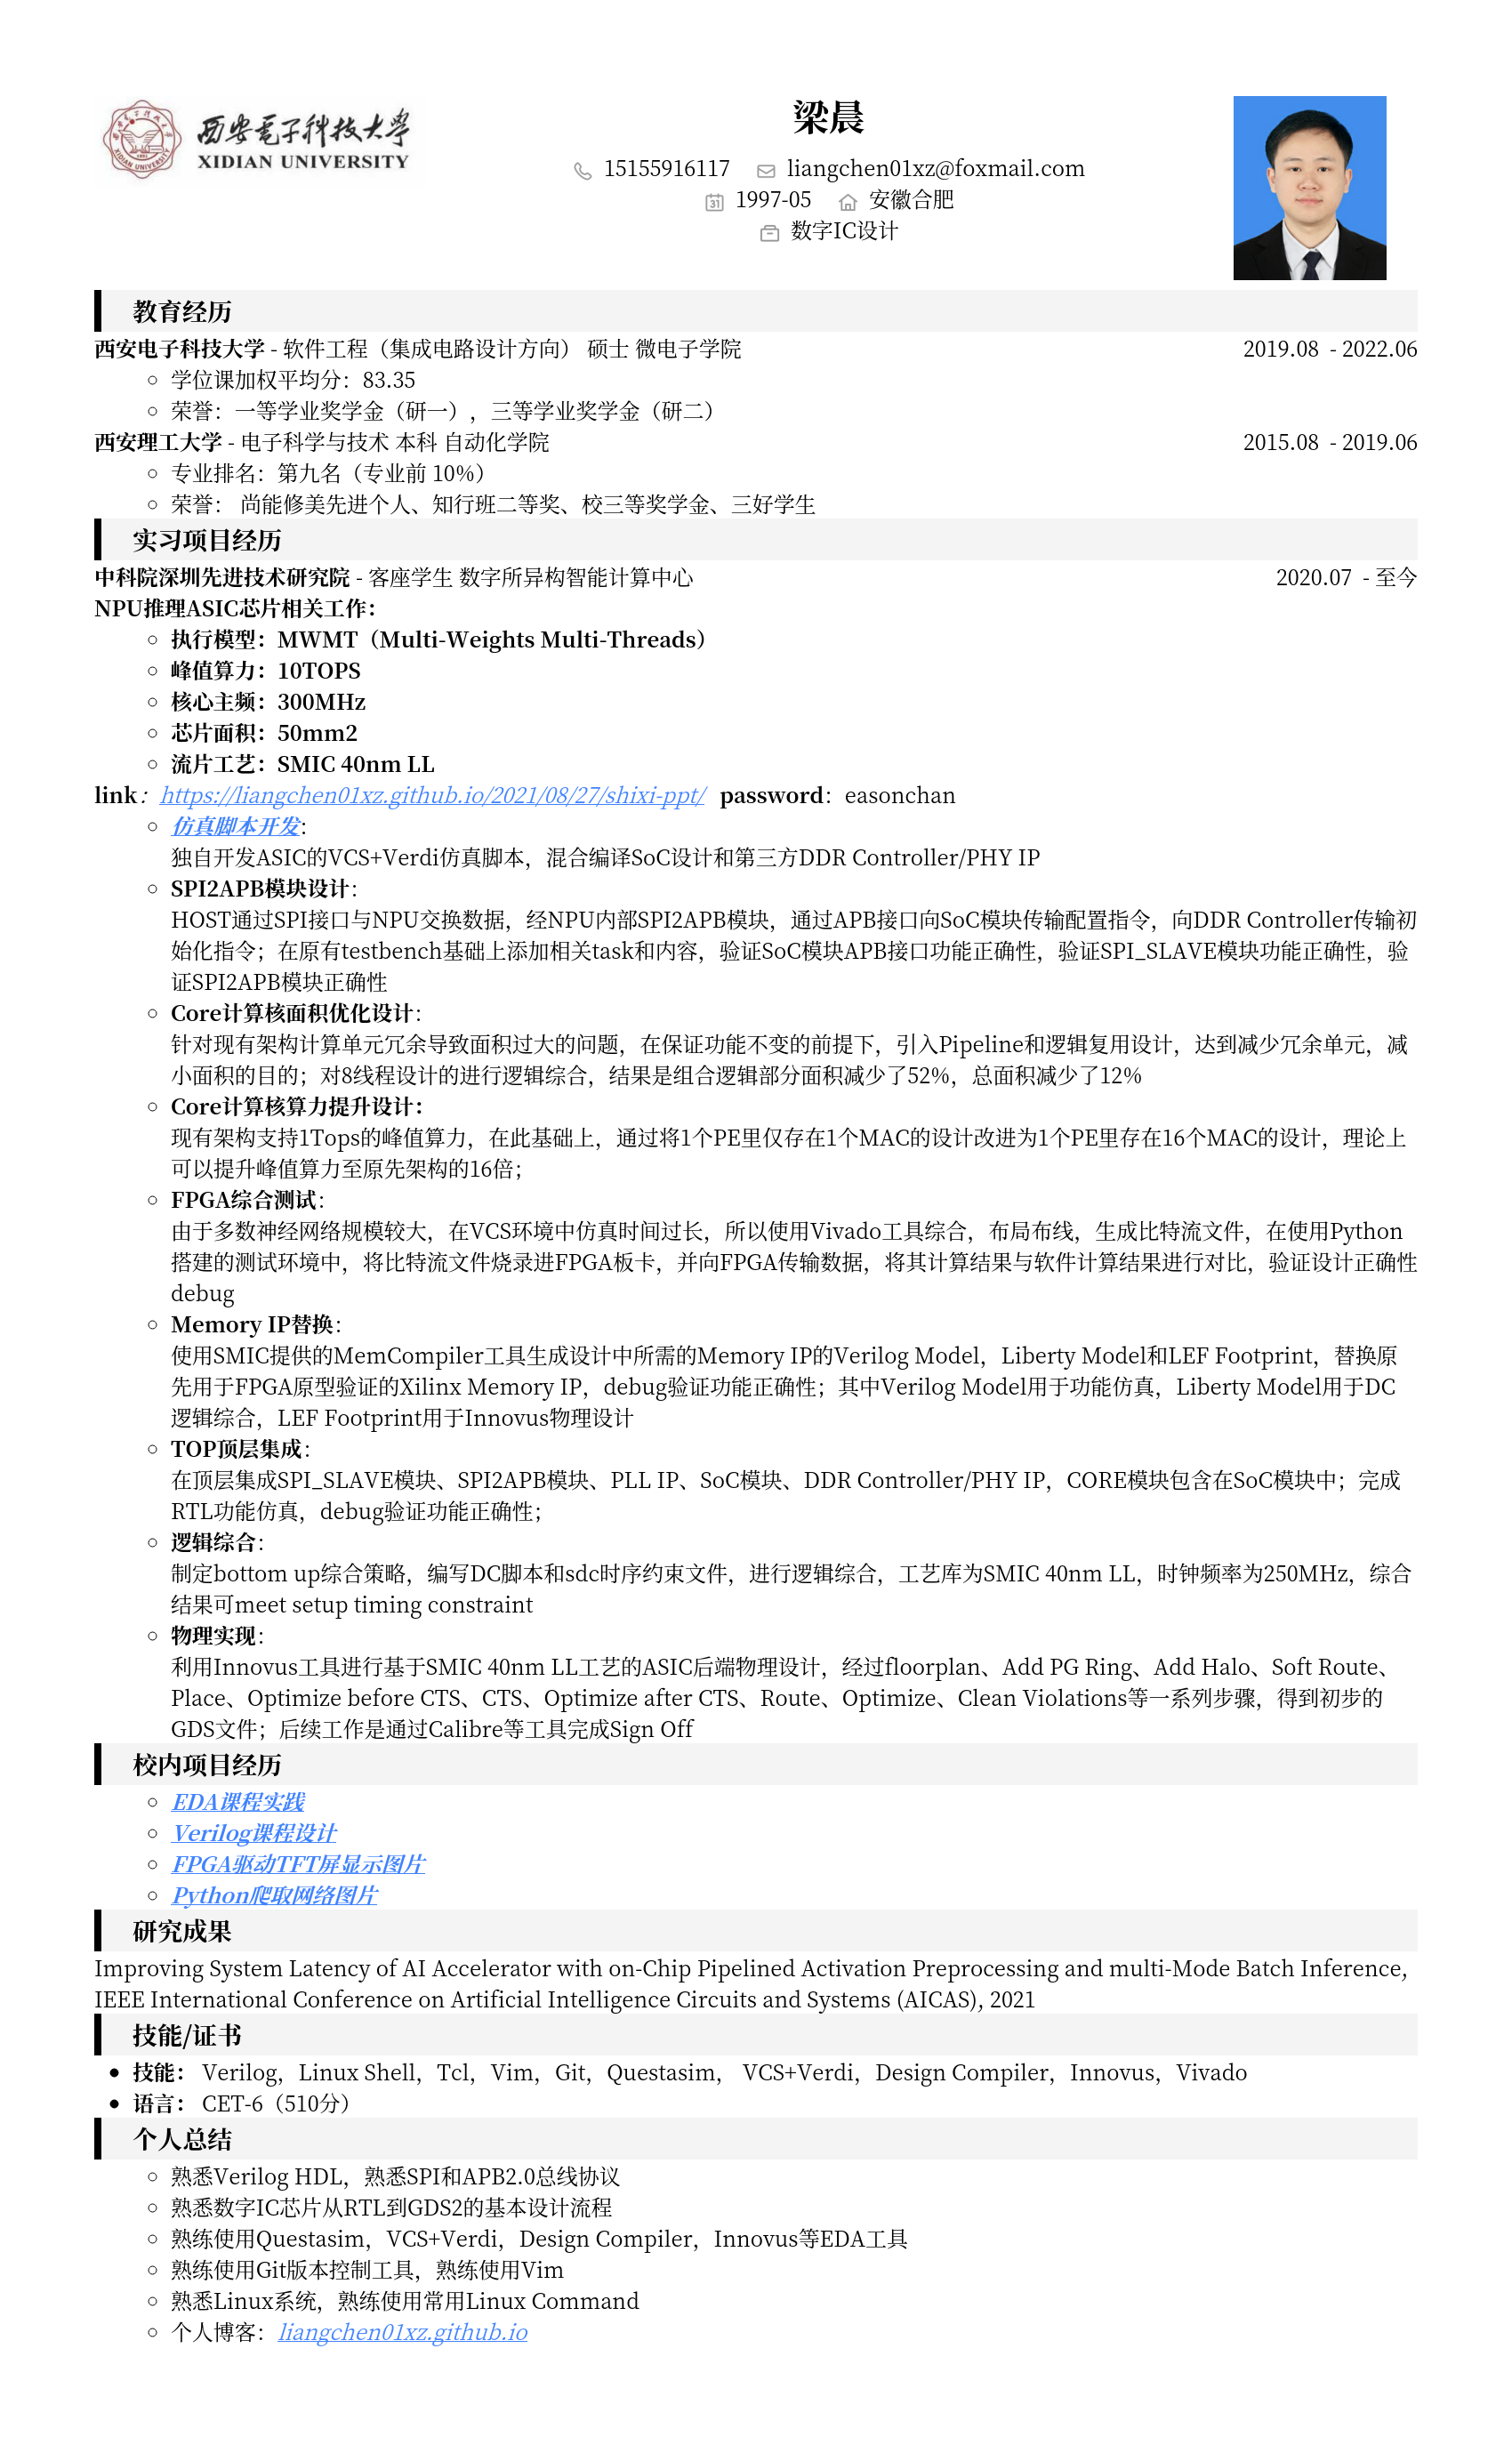 西安電子科技大学
XIDIAN UNIVERSITY
梁晨
15155916117 liangchen01xz@foxmail.com
1997-05 安徽合肥
数字IC设计
教育经历
西安电子科技大学 - 软件工程（集成电路设计方向） 硕士 微电子学院 2019.08 - 2022.06
学位课加权平均分：83.35
荣誉：一等学业奖学金（研一），三等学业奖学金（研二）
西安理工大学 - 电子科学与技术 本科 自动化学院 2015.08 - 2019.06
专业排名：第九名（专业前 10%）
荣誉： 尚能修美先进个人、知行班二等奖、校三等奖学金、三好学生
实习项目经历
中科院深圳先进技术研究院 - 客座学生 数字所异构智能计算中心 2020.07 - 至今
NPU推理ASIC芯片相关工作：
执行模型：MWMT（Multi-Weights Multi-Threads）
峰值算力：10TOPS
核心主频：300MHz
芯片面积：50mm2
流片工艺：SMIC 40nm LL
link：https://liangchen01xz.github.io/2021/08/27/shixi-ppt/ password：easonchan
仿真脚本开发：
独自开发ASIC的VCS+Verdi仿真脚本，混合编译SoC设计和第三方DDR Controller/PHY IP
SPI2APB模块设计：
HOST通过SPI接口与NPU交换数据，经NPU内部SPI2APB模块，通过APB接口向SoC模块传输配置指令，向DDR Controller传输初
始化指令；在原有testbench基础上添加相关task和内容，验证SoC模块APB接口功能正确性，验证SPI_SLAVE模块功能正确性，验
证SPI2APB模块正确性
Core计算核面积优化设计：
针对现有架构计算单元冗余导致面积过大的问题，在保证功能不变的前提下，引入Pipeline和逻辑复用设计，达到减少冗余单元，减
小面积的目的；对8线程设计的进行逻辑综合，结果是组合逻辑部分面积减少了52%，总面积减少了12%
Core计算核算力提升设计：
现有架构支持1Tops的峰值算力，在此基础上，通过将1个PE里仅存在1个MAC的设计改进为1个PE里存在16个MAC的设计，理论上
可以提升峰值算力至原先架构的16倍；
FPGA综合测试：
由于多数神经网络规模较大，在VCS环境中仿真时间过长，所以使用Vivado工具综合，布局布线，生成比特流文件，在使用Python
搭建的测试环境中，将比特流文件烧录进FPGA板卡，并向FPGA传输数据，将其计算结果与软件计算结果进行对比，验证设计正确性
debug
Memory IP替换：
使用SMIC提供的MemCompiler工具生成设计中所需的Memory IP的Verilog Model，Liberty Model和LEF Footprint，替换原
先用于FPGA原型验证的Xilinx Memory IP，debug验证功能正确性；其中Verilog Model用于功能仿真，Liberty Model用于DC
逻辑综合，LEF Footprint用于Innovus物理设计
TOP顶层集成：
在顶层集成SPI_SLAVE模块、SPI2APB模块、PLL IP、SoC模块、DDR Controller/PHY IP，CORE模块包含在SoC模块中；完成
RTL功能仿真，debug验证功能正确性；
逻辑综合：
制定bottom up综合策略，编写DC脚本和sdc时序约束文件，进行逻辑综合，工艺库为SMIC 40nm LL，时钟频率为250MHz，综合
结果可meet setup timing constraint
物理实现：
利用Innovus工具进行基于SMIC 40nm LL工艺的ASIC后端物理设计，经过floorplan、Add PG Ring、Add Halo、Soft Route、
Place、Optimize before CTS、CTS、Optimize after CTS、Route、Optimize、Clean Violations等一系列步骤，得到初步的
GDS文件；后续工作是通过Calibre等工具完成Sign Off
校内项目经历
EDA课程实践
Verilog课程设计
FPGA驱动TFT屏显示图片
Python爬取网络图片
研究成果
Improving System Latency of AI Accelerator with on-Chip Pipelined Activation Preprocessing and multi-Mode Batch Inference,
IEEE International Conference on Artificial Intelligence Circuits and Systems (AICAS), 2021
技能/证书
技能： Verilog，Linux Shell，Tcl，Vim，Git，Questasim， VCS+Verdi，Design Compiler，Innovus，Vivado
语言： CET-6（510分）
个人总结
熟悉Verilog HDL，熟悉SPI和APB2.0总线协议
熟悉数字IC芯片从RTL到GDS2的基本设计流程
熟练使用Questasim，VCS+Verdi，Design Compiler，Innovus等EDA工具
熟练使用Git版本控制工具，熟练使用Vim
熟悉Linux系统，熟练使用常用Linux Command
个人博客：liangchen01xz.github.io